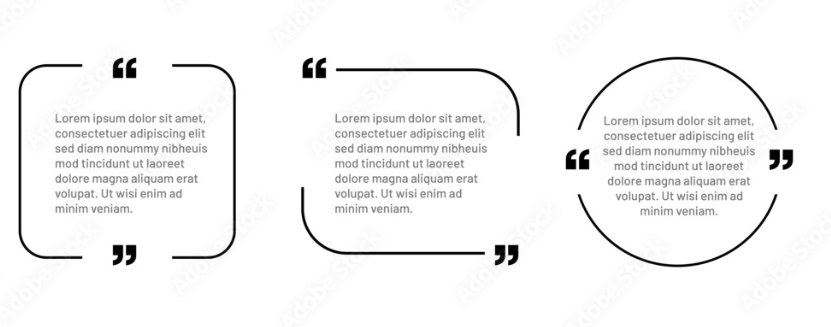 “
Lorem ipsum dolor sit amet,
consectetuer adipiscing elit
sed diam nonummy nibheuis
mod tincidunt ut laoreet
dolore magna aliquam erat
volupat. Ut wisi enim ad
minim veniam.
”
“
Lorem ipsum dolor sit amet,
consectetuer adipiscing elit
sed diam nonummy nibheuis
mod tincidunt ut laoreet
dolore magna aliquam erat
volupat. Ut wisi enim ad
minim veniam.
”
“
Lorem ipsum dolor sit amet,
consectetuer adipiscing elit
sed diam nonummy nibheuis
mod tincidunt ut laoreet
dolore magna aliquam erat
volupat. Ut wisi enim ad
minim veniam.
”
Adobe Stock